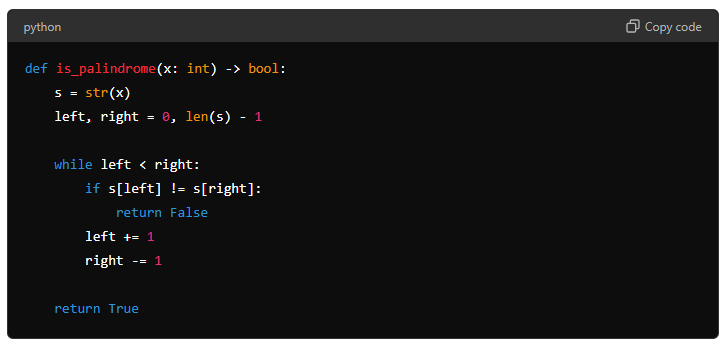 python
Copy code
def is_palindrome(x: int) -> bool:
    s = str(x)
    left, right = 0, len(s) - 1

    while left < right:
        if s[left] != s[right]:
            return False
        left += 1
        right -= 1

    return True